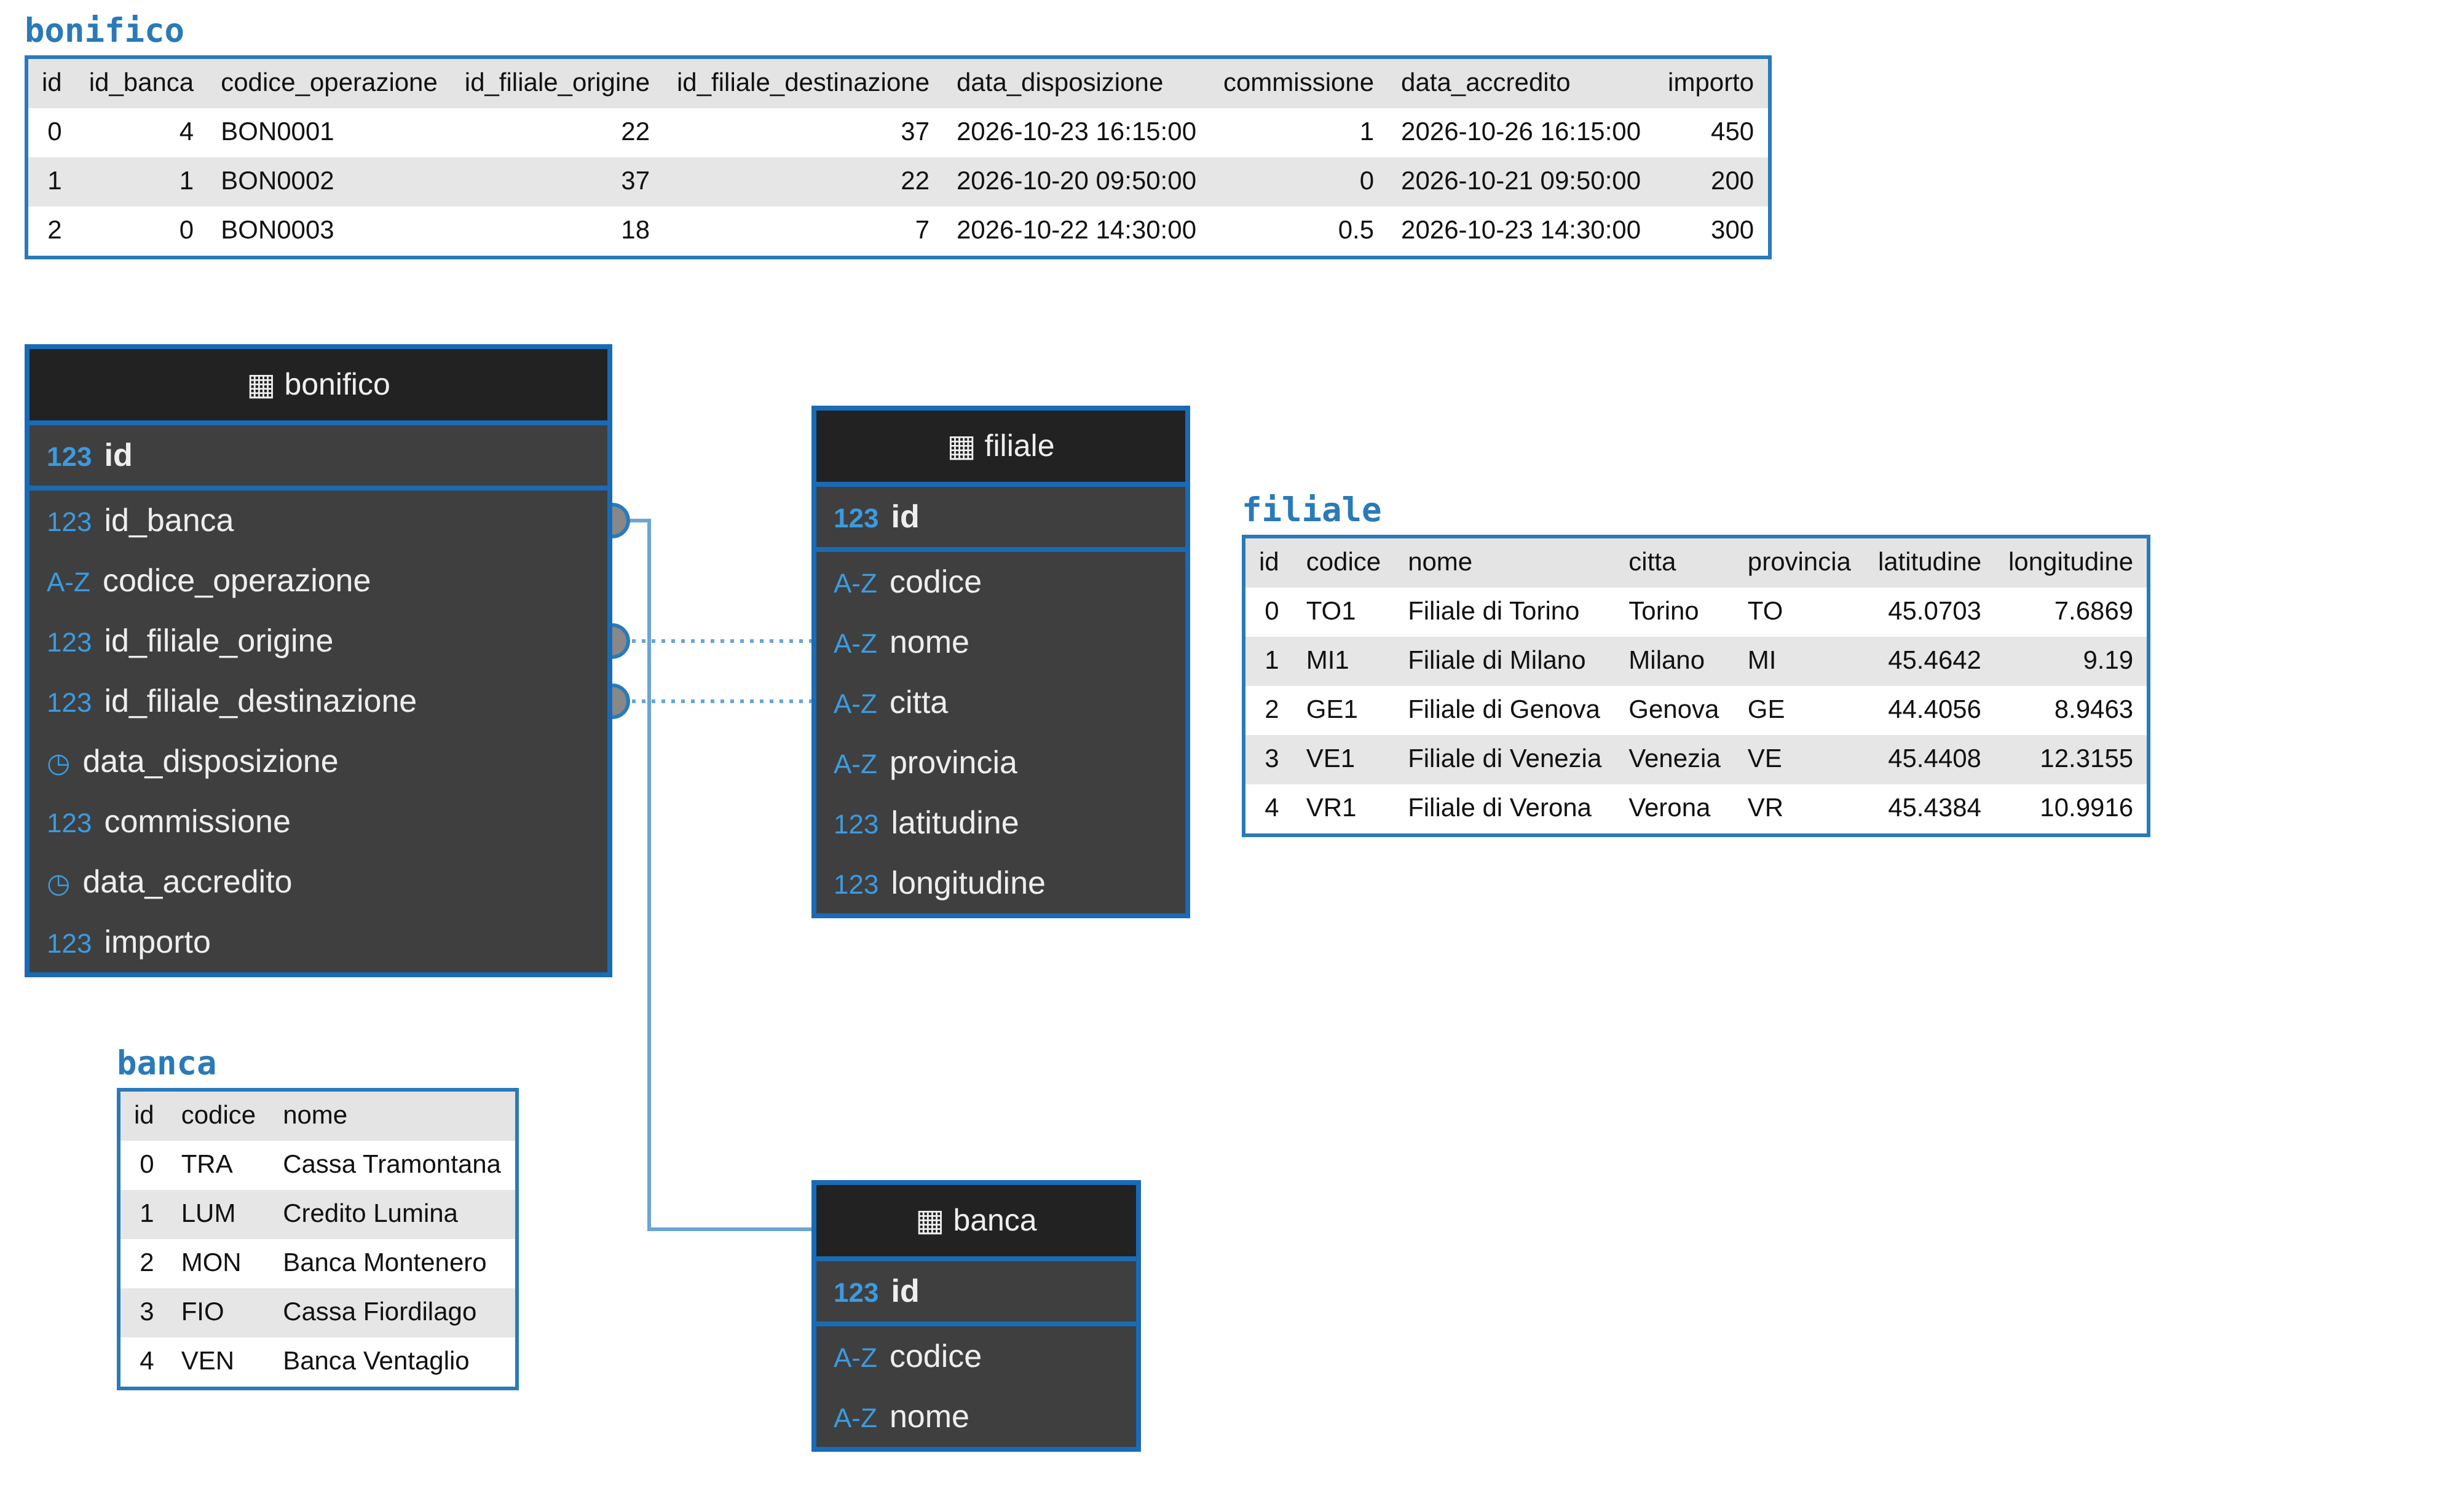 bonifico
id id_banca codice_operazione id_filiale_origine id_filiale_destinazione data_disposizione commissione data_accredito importo
0 4 BON0001 22 37 2026-10-23 16:15:00 1 2026-10-26 16:15:00 450
1 1 BON0002 37 22 2026-10-20 09:50:00 0 2026-10-21 09:50:00 200
2 0 BON0003 18 7 2026-10-22 14:30:00 0.5 2026-10-23 14:30:00 300
bonifico
123 id
123 id_banca
A-Z codice_operazione
123 id_filiale_origine
123 id_filiale_destinazione
data_disposizione
123 commissione
data_accredito
123 importo
filiale
123 id
A-Z codice
A-Z nome
A-Z citta
A-Z provincia
123 latitudine
123 longitudine
filiale
id codice nome citta provincia latitudine longitudine
0 TO1 Filiale di Torino Torino TO 45.0703 7.6869
1 MI1 Filiale di Milano Milano MI 45.4642 9.19
2 GE1 Filiale di Genova Genova GE 44.4056 8.9463
3 VE1 Filiale di Venezia Venezia VE 45.4408 12.3155
4 VR1 Filiale di Verona Verona VR 45.4384 10.9916
banca
id codice nome
0 TRA Cassa Tramontana
1 LUM Credito Lumina
2 MON Banca Montenero
3 FIO Cassa Fiordilago
4 VEN Banca Ventaglio
banca
123 id
A-Z codice
A-Z nome